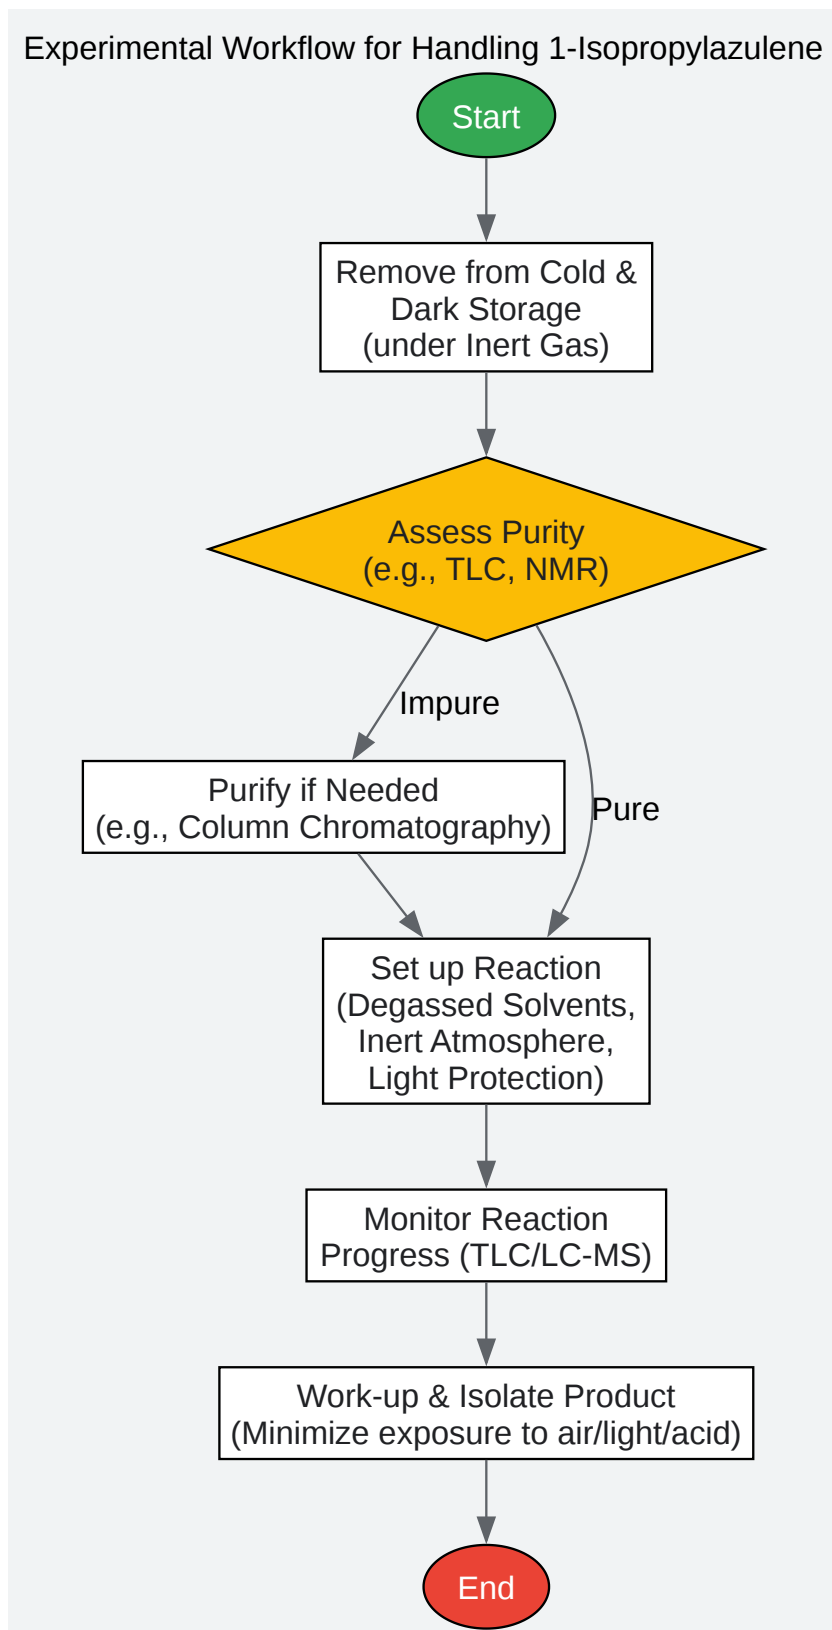 Experimental Workflow for Handling 1-Isopropylazulene
Start
Remove from Cold &
Dark Storage
(under Inert Gas)
Assess Purity
(e.g., TLC, NMR)
Impure
Purify if Needed
(e.g., Column Chromatography)
Pure
Set up Reaction
(Degassed Solvents,
Inert Atmosphere,
Light Protection)
Monitor Reaction
Progress (TLC/LC-MS)
Work-up & Isolate Product
(Minimize exposure to air/light/acid)
End